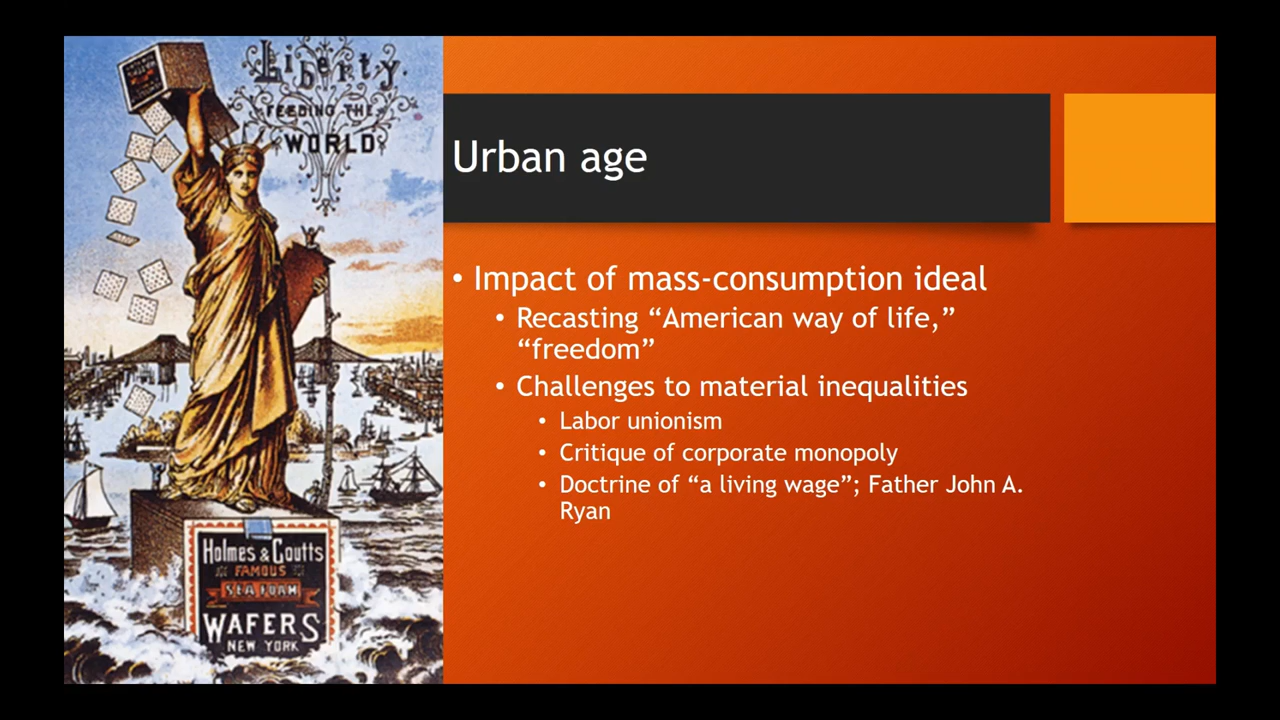 Liberty.
FEEDING THE
WORLD
Urban age
• Impact of mass-consumption ideal
• Recasting “American way of life,”
“freedom”
• Challenges to material inequalities
• Labor unionism
• Critique of corporate monopoly
• Doctrine of “a living wage”; Father John A.
Ryan
Holmes & Coutts
FAMOUS
SEA FOAM
WAFERS
NEW YORK